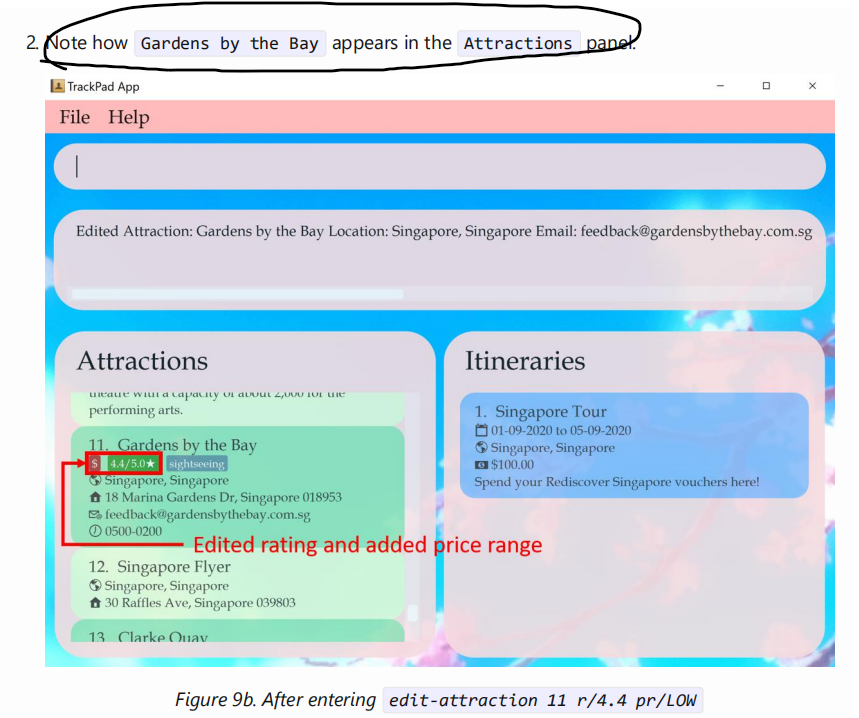 2. Note how Gardens by the Bay appears in the Attractions panel.
TrackPad App
File Help
Edited Attraction: Gardens by the Bay Location: Singapore, Singapore Email: feedback@gardensbythebay.com.sg
Attractions
theatre with a capacity of about 2,000 for the
performing arts.
11. Gardens by the Bay
$ 4.4/5.0★ sightseeing
Singapore, Singapore
18 Marina Gardens Dr, Singapore 018953
feedback@gardensbythebay.com.sg
0500-0200
Edited rating and added price range
12. Singapore Flyer
Singapore, Singapore
30 Raffles Ave, Singapore 039803
13. Clarke Quay
Itineraries
1. Singapore Tour
01-09-2020 to 05-09-2020
Singapore, Singapore
$100.00
Spend your Rediscover Singapore vouchers here!
Figure 9b. After entering edit-attraction 11 r/4.4 pr/LOW